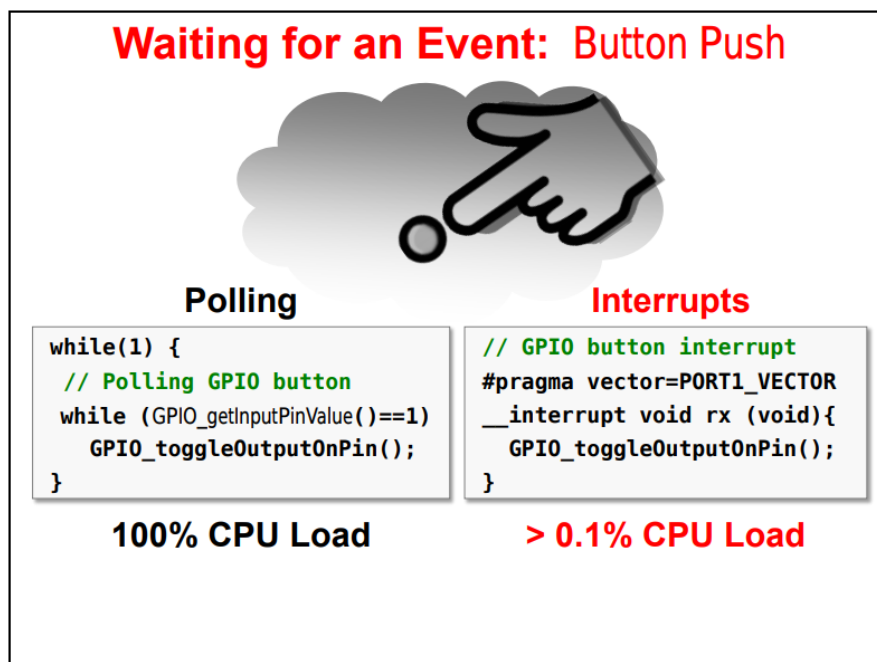 Waiting for an Event: Button Push
Polling
while(1) {
// Polling GPIO button
while (GPIO_getInputPinValue()==1)
GPIO_toggleOutputOnPin();
}
100% CPU Load
Interrupts
// GPIO button interrupt
#pragma vector=PORT1_VECTOR
__interrupt void rx (void){
GPIO_toggleOutputOnPin();
}
> 0.1% CPU Load